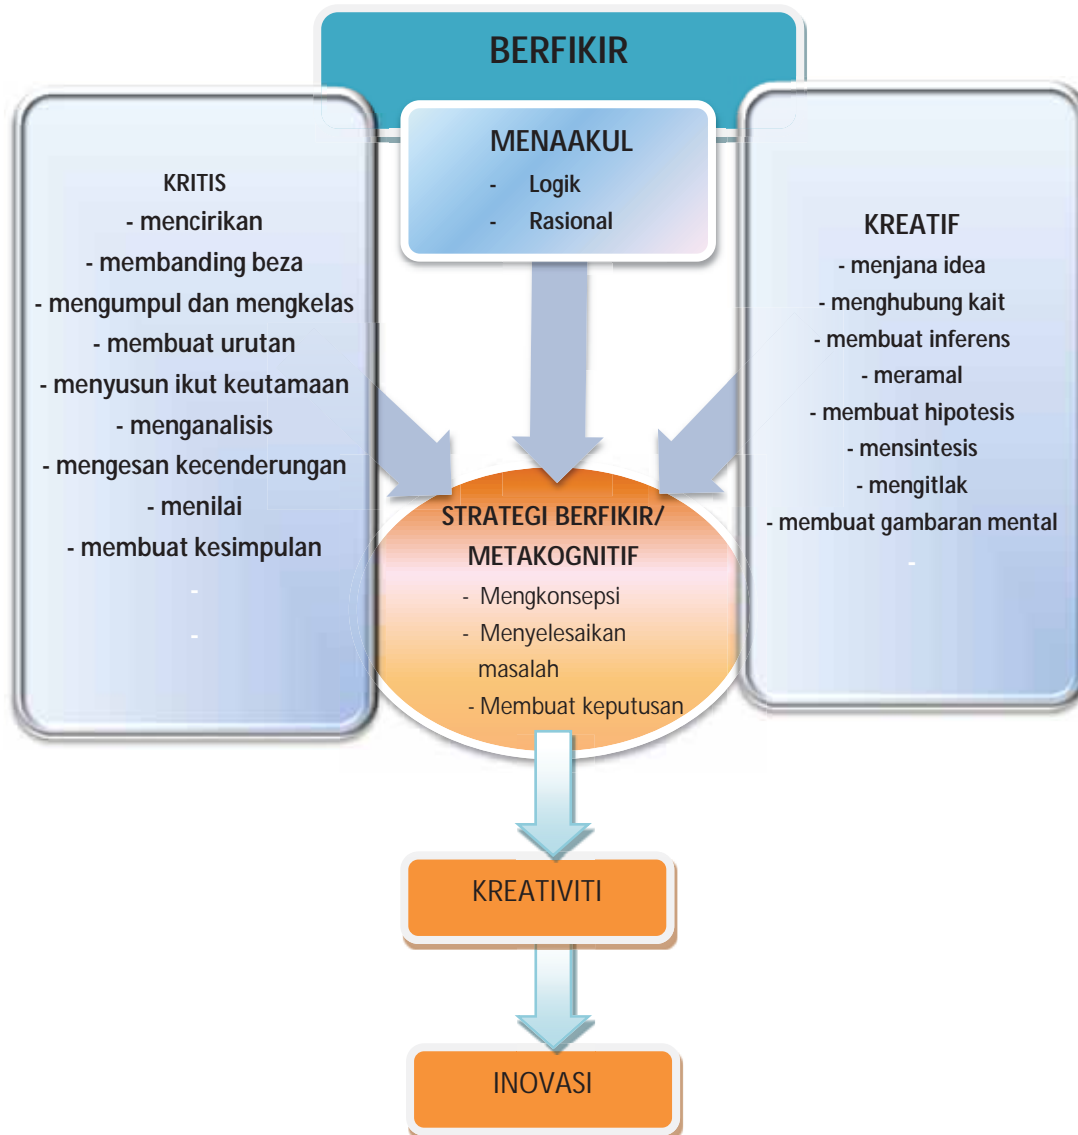 BERFIKIR
MENAAKUL
- Logik
- Rasional
KRITIS
- mencirikan
- membanding beza
- mengumpul dan mengkelas
- membuat urutan
- menyusun ikut keutamaan
- menganalisis
- mengesan kecenderungan
- menilai
- membuat kesimpulan
-
-
KREATIF
- menjana idea
- menghubung kait
- membuat inferens
- meramal
- membuat hipotesis
- mensintesis
- mengitlak
- membuat gambaran mental
-
STRATEGI BERFIKIR/
METAKOGNITIF
- Mengkonsepsi
- Menyelesaikan
masalah
- Membuat keputusan
KREATIVITI
INOVASI